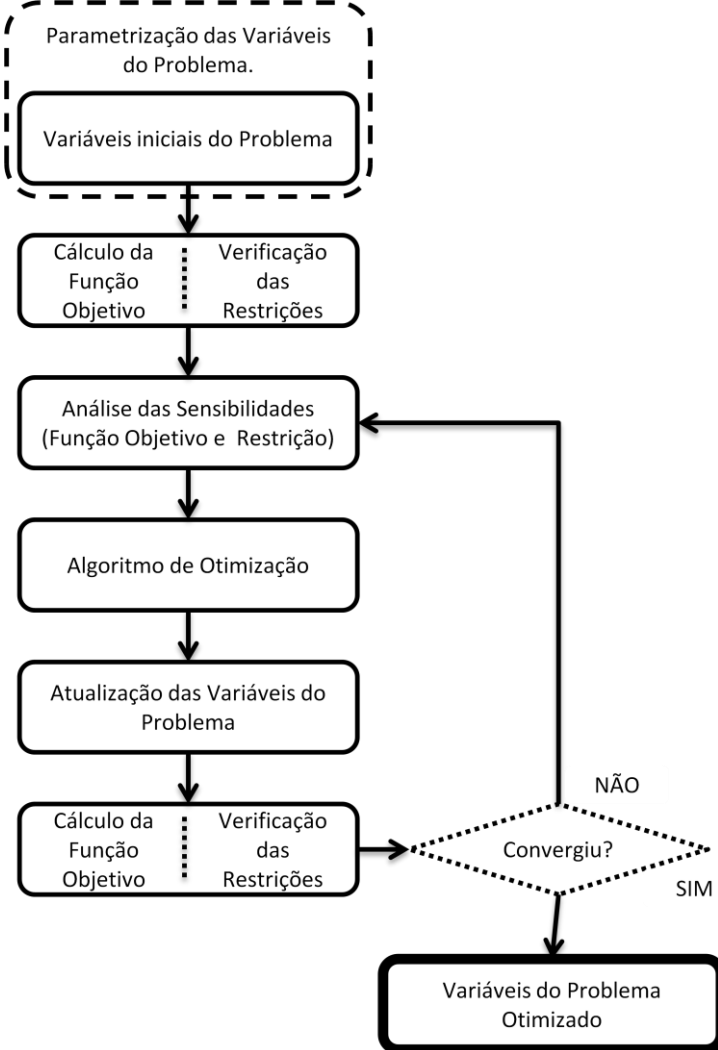 Parametrização das Variáveis
do Problema.
Variáveis iniciais do Problema
Cálculo da
Função
Objetivo
Verificação
das
Restrições
Análise das Sensibilidades
(Função Objetivo e Restrição)
Algoritmo de Otimização
Atualização das Variáveis do
Problema
Cálculo da
Função
Objetivo
Verificação
das
Restrições
NÃO
Convergiu?
SIM
Variáveis do Problema
Otimizado